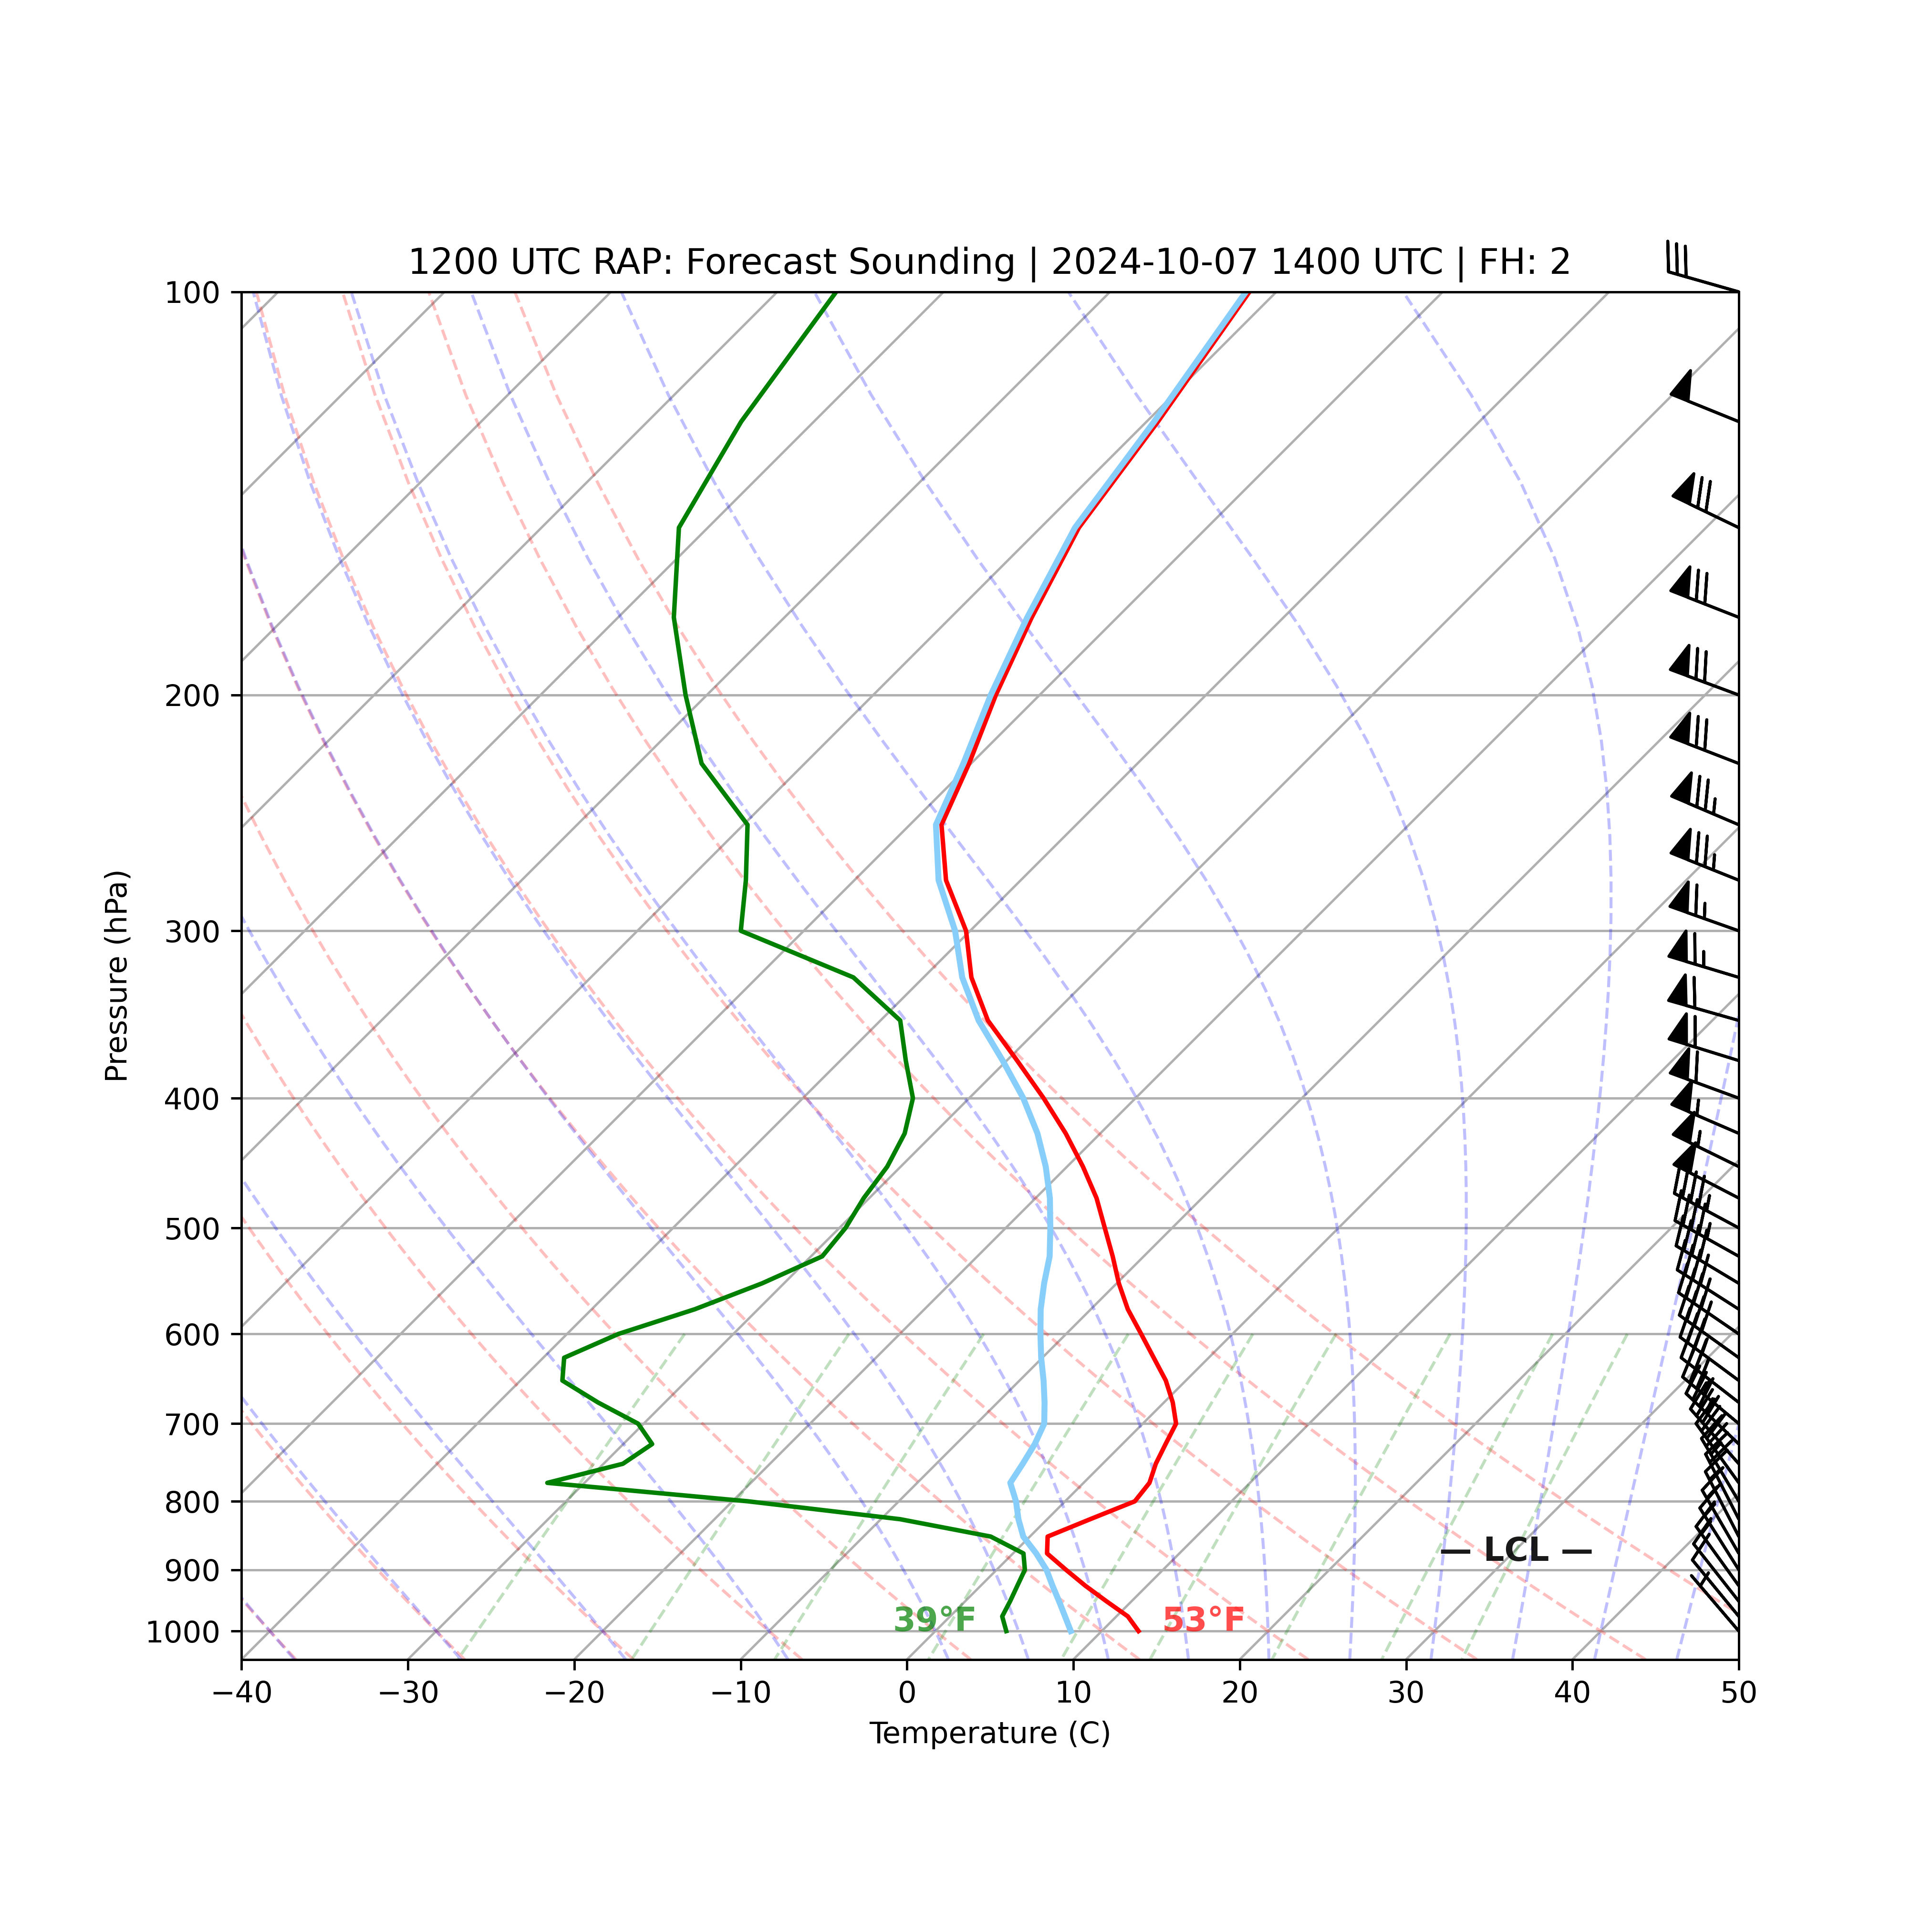 1200 UTC RAP: Forecast Sounding | 2024-10-07 1400 UTC | FH: 2
100
200
300
400
500
600
700
800
900
1000
Pressure (hPa)
— LCL —
39°F
53°F
−40 −30 −20 −10 0 10 20 30 40 50
Temperature (C)